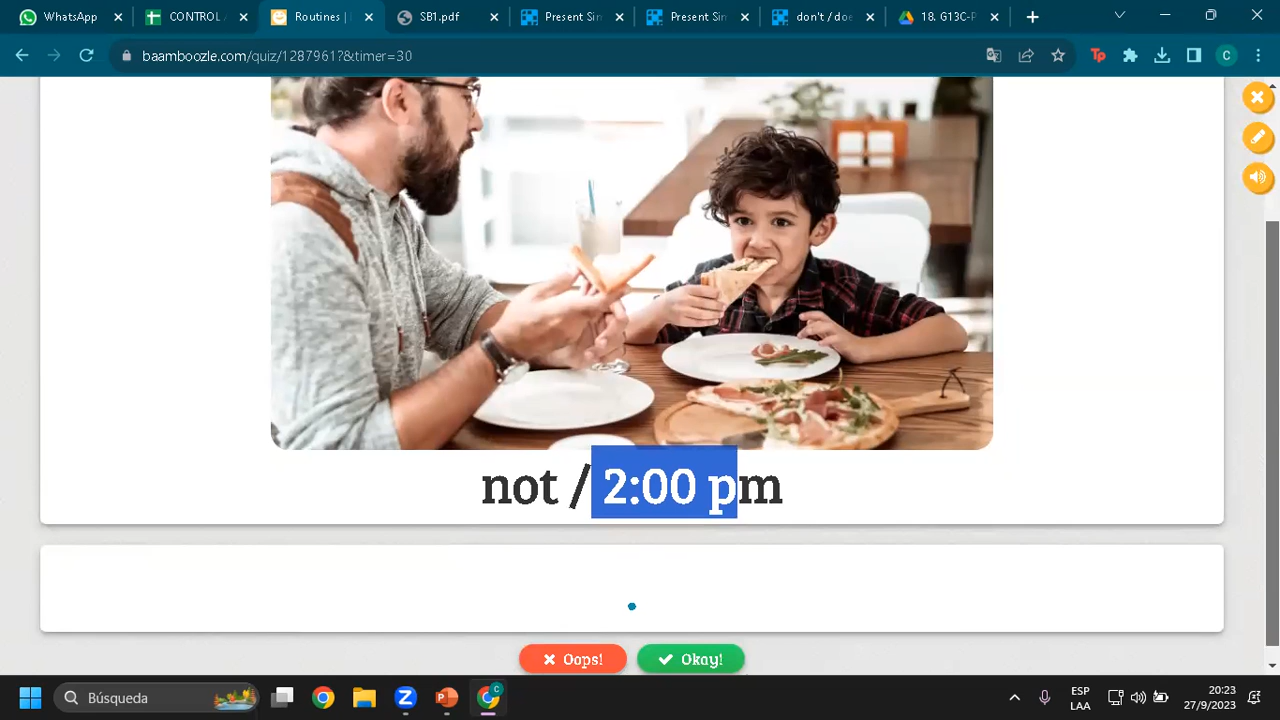 WhatsApp
CONTROL /
Routines |
SB1.pdf
Present Sim
Present Sim
don't / doe
18. G13C-P
baamboozle.com/quiz/1287961?&timer=30
Tp
C
not / 2:00 pm
.
Oops!
Okay!
Búsqueda
C
ESP
LAA
20:23
27/9/2023